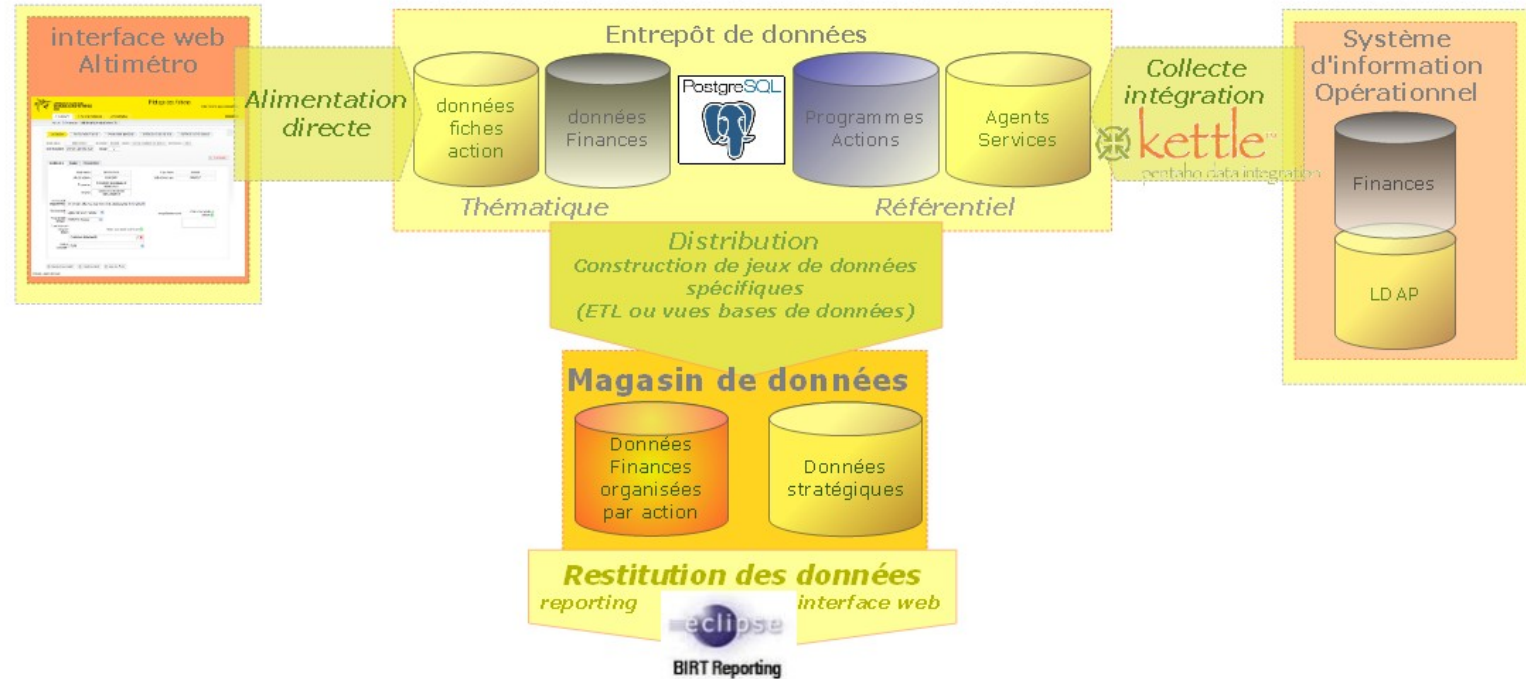 interface web
Altimétro
Alimentation
directe
Entrepôt de données
données
fiches
action
données
Finances
PostgreSQL
Programmes
Actions
Agents
Services
Thématique
Référentiel
Collecte
intégration
kettle
pentaho data integration
Système
d'information
Opérationnel
Finances
LDAP
Distribution
Construction de jeux de données
spécifiques
(ETL ou vues bases de données)
Magasin de données
Données
Finances
organisées
par action
Données
stratégiques
Restitution des données
reporting
interface web
eclipse
BIRT Reporting